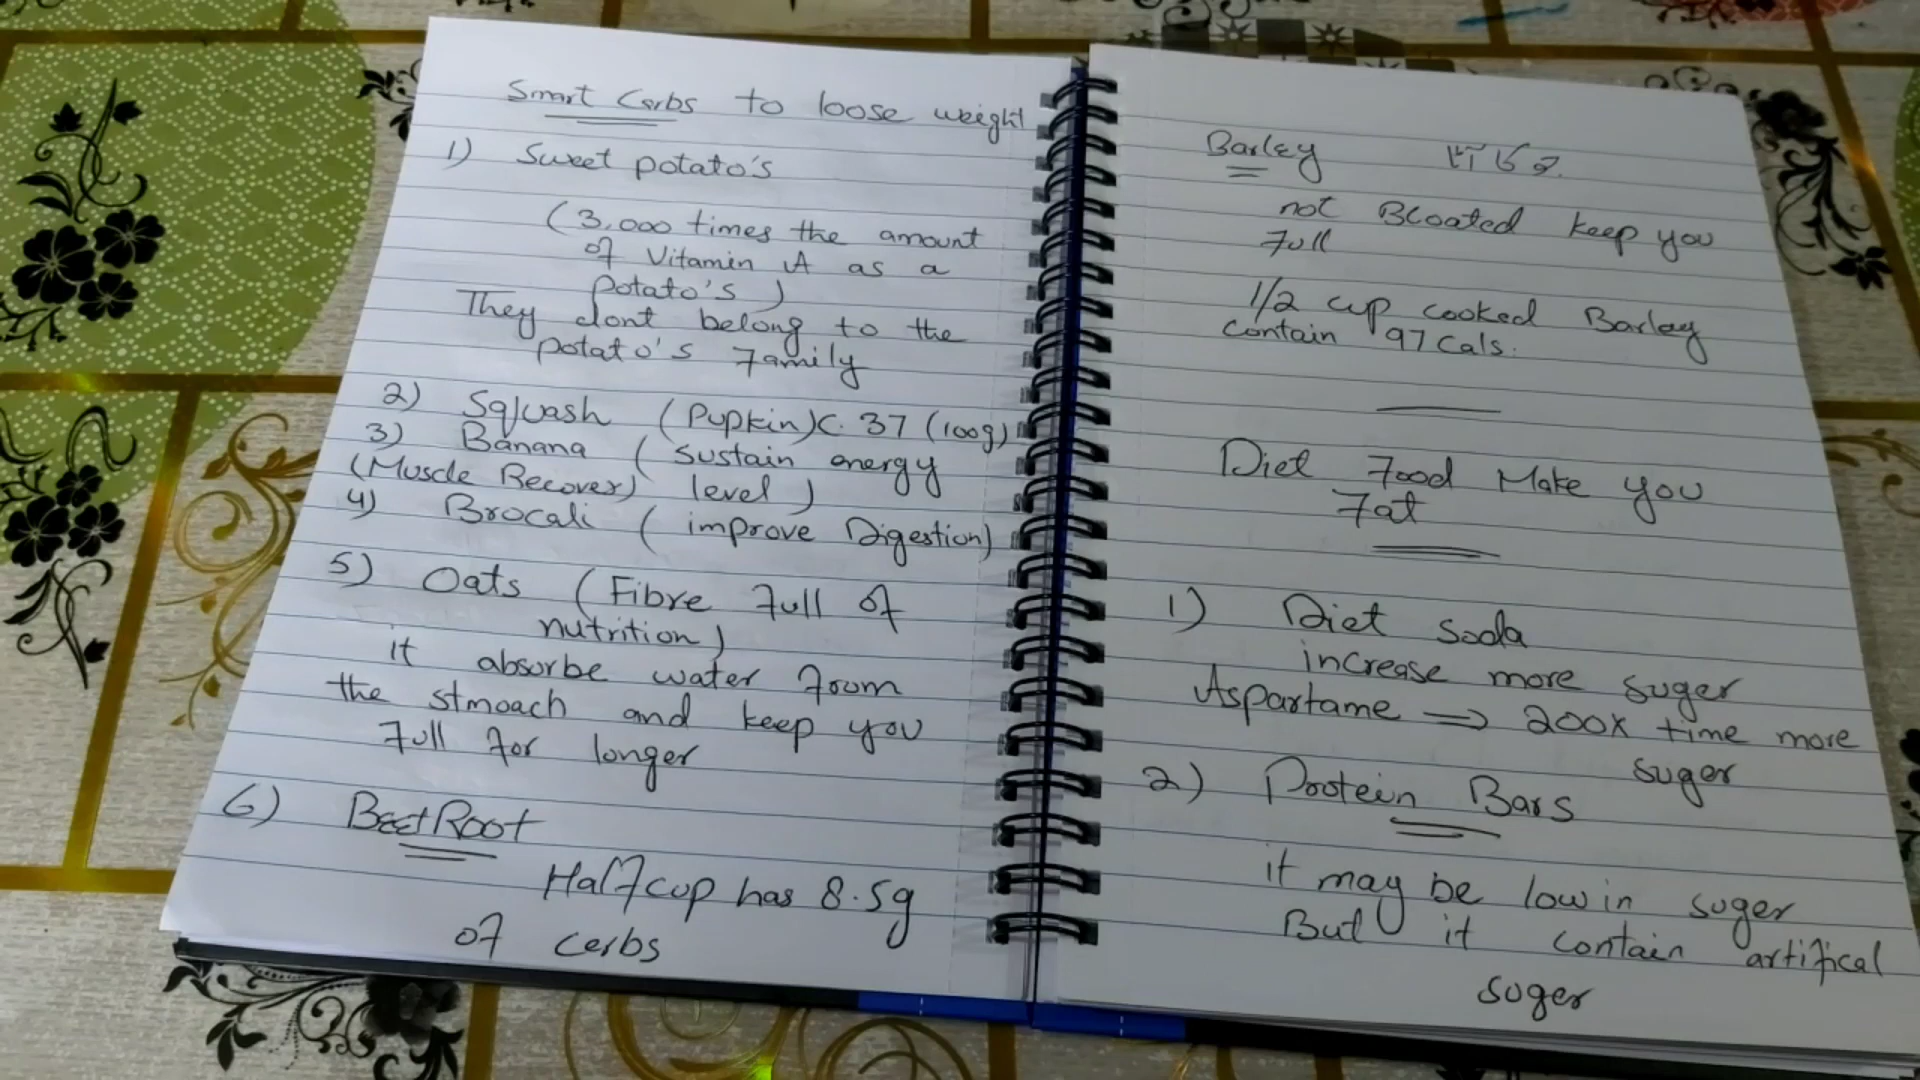 Smart Cerbs to loose weight
1) Sweet potato's
(3,000 times the amount
of Vitamin A as a
potato's)
They dont belong to the
potato's family
2) Sqluash (Pupkin) C. 37 (100g)
3) Banana (Sustain energy
(Muscle Recover) level)
4) Brocali (improve Digestion)
5) Oats (Fibre full of
nutrition)
it absorbe water from
the stmoach and keep you
full for longer
6) BeetRoot
Half cup has 8.5g
of cerbs
Barley
not Bloated keep you
full
1/2 cup cooked Barley
contain 97 Cals.
Diet food Make you
fat
1) Diet soda
increase more suger
Aspartame ⇒ 200x time more
suger
2) Protein Bars
it may be low in suger
But it contain artifical
suger